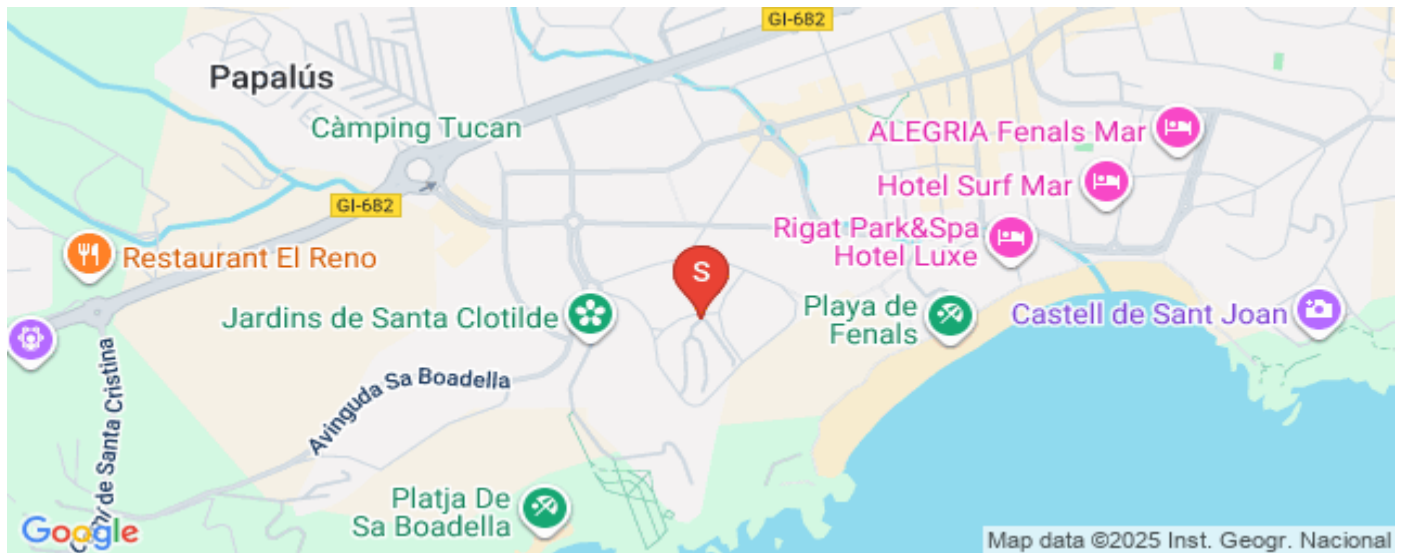 GI-682
Papalús
Càmping Tucan
ALEGRIA Fenals Mar
Hotel Surf Mar
GI-682
Rigat Park&Spa
Hotel Luxe
Restaurant El Reno
S
Jardins de Santa Clotilde
Playa de
Fenals
Castell de Sant Joan
Avinguda Sa Boadella
de Santa Cristina
Platja De
Sa Boadella
Google
Map data ©2025 Inst. Geogr. Nacional